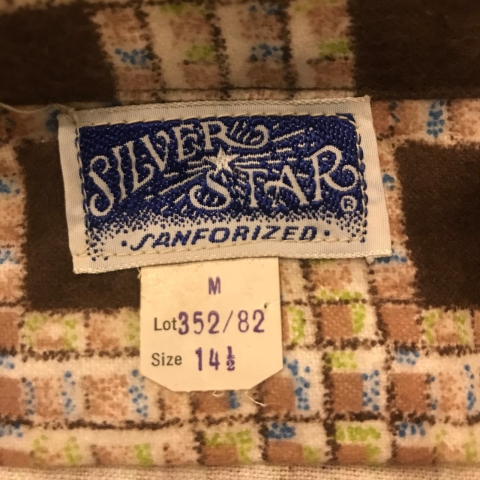 SILVER
STAR
®
·SANFORIZED·
M
Lot 352/82
Size 14½